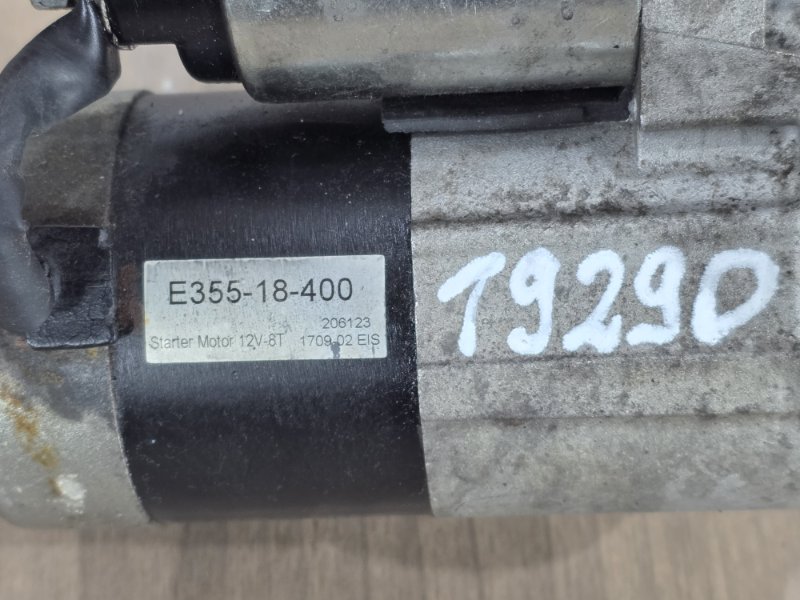 E355-18-400
206123
Starter Motor 12V-8T 1709-02 EIS
19290